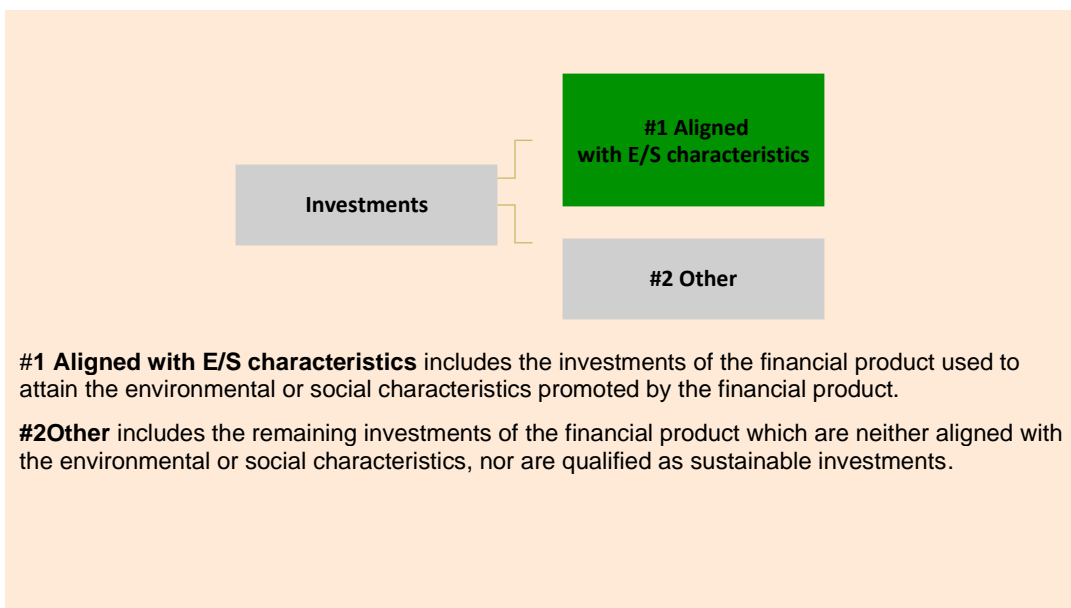 #1 Aligned
with E/S characteristics
Investments
#2 Other
#1 Aligned with E/S characteristics includes the investments of the financial product used to
attain the environmental or social characteristics promoted by the financial product.
#2Other includes the remaining investments of the financial product which are neither aligned with
the environmental or social characteristics, nor are qualified as sustainable investments.